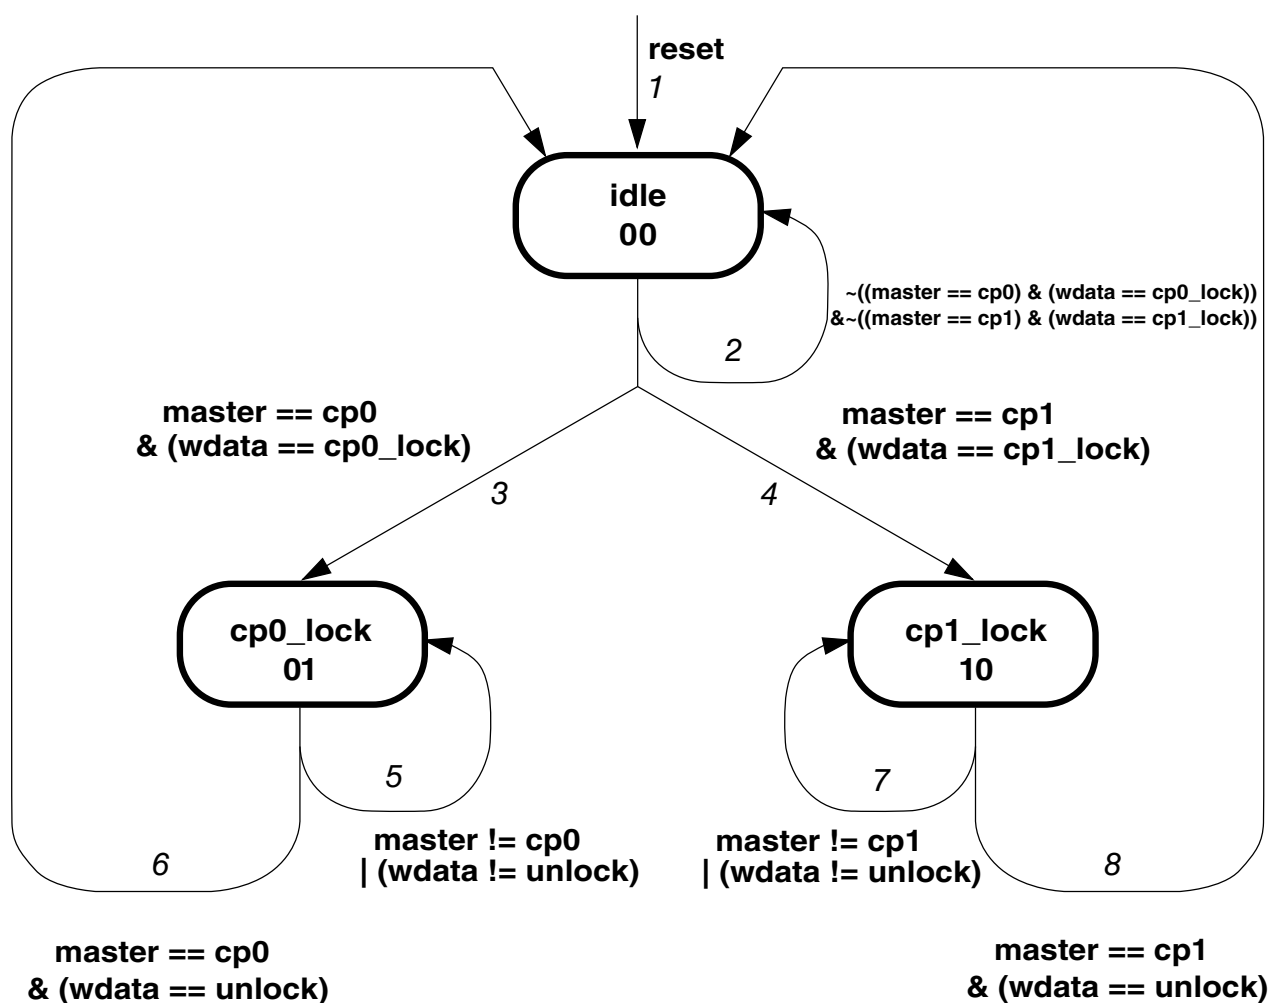 reset
1
idle
00
~((master == cp0) & (wdata == cp0_lock))
&~((master == cp1) & (wdata == cp1_lock))
2
master == cp0
& (wdata == cp0_lock)
master == cp1
& (wdata == cp1_lock)
3
4
cp0_lock
01
cp1_lock
10
5
7
master != cp0
| (wdata != unlock)
master != cp1
| (wdata != unlock)
6
8
master == cp0
& (wdata == unlock)
master == cp1
& (wdata == unlock)